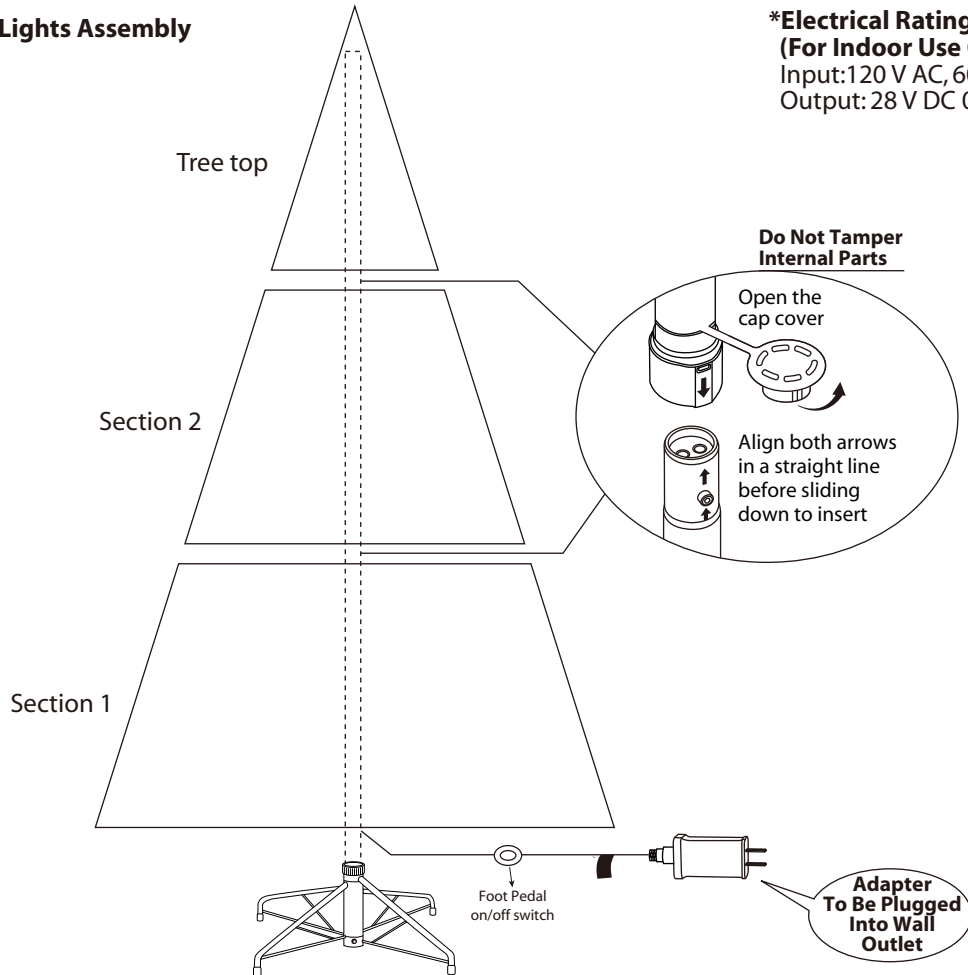 Lights Assembly
*Electrical Rating
(For Indoor Use
Input:120 V AC, 
Output: 28 V DC
Tree top
Do Not Tamper
Internal Parts
Open the
cap cover
Section 2
Align both arrows
in a straight line
before sliding
down to insert
Section 1
Foot Pedal
on/off switch
Adapter
To Be Plugged
Into Wall
Outlet